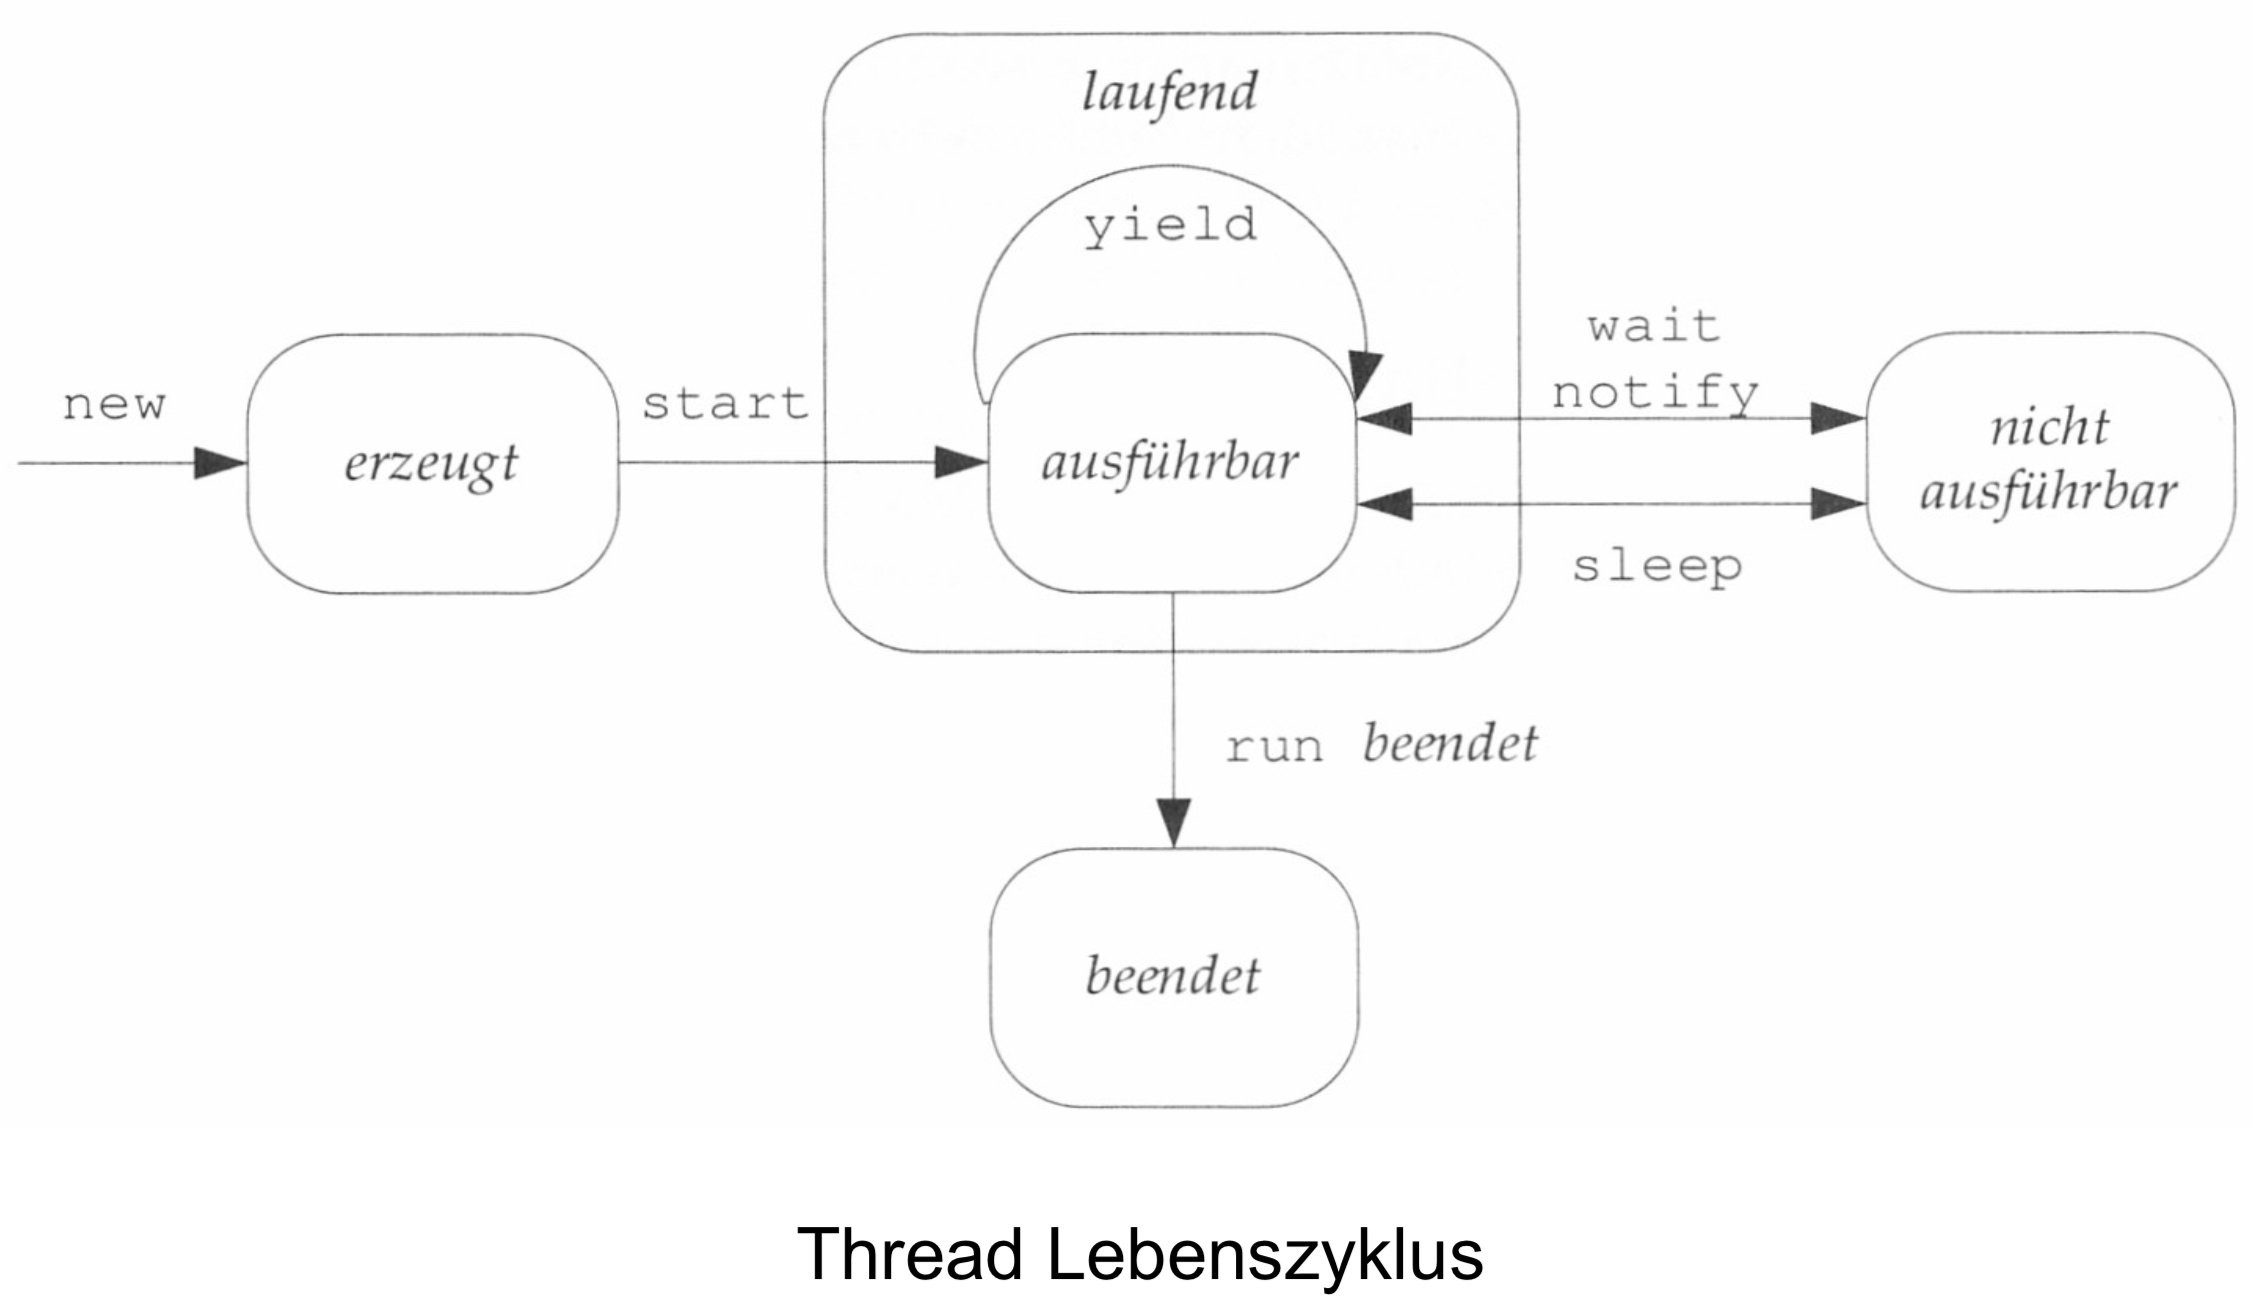 laufend
yield
new
erzeugt
start
ausführbar
wait
notify
sleep
nicht
ausführbar
run beendet
beendet
Thread Lebenszyklus